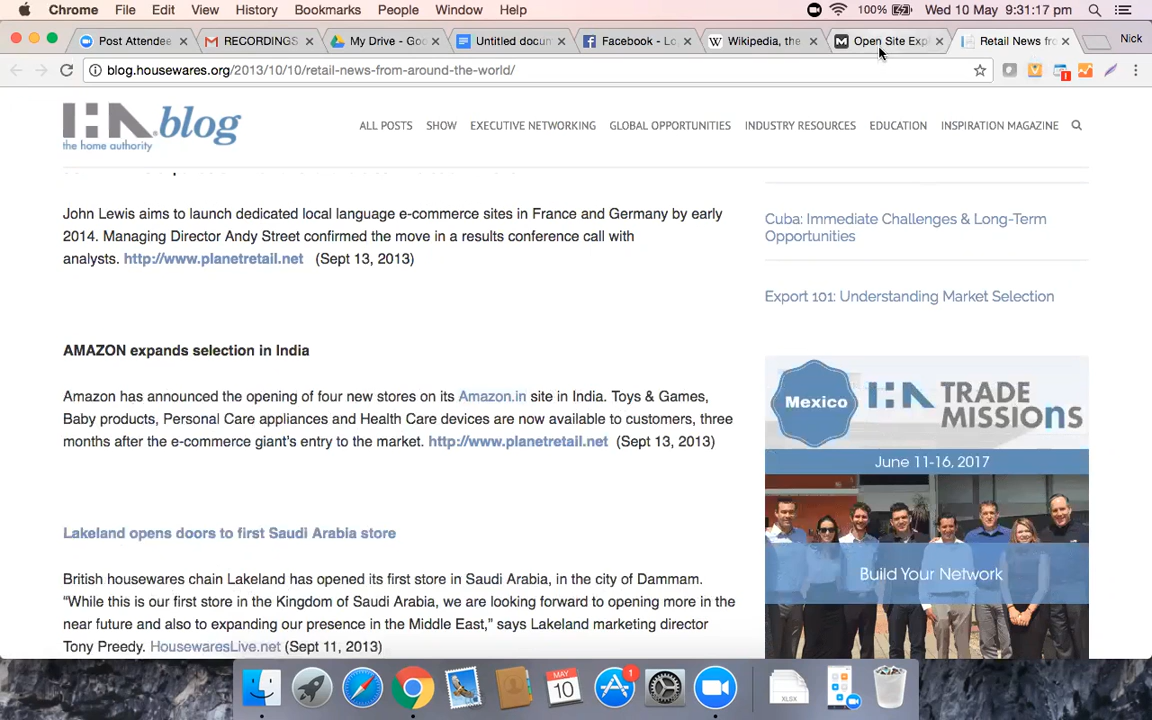 Chrome File Edit View History Bookmarks People Window Help 100% Wed 10 May 9:31:17 pm
Post Attendee RECORDINGS My Drive - Goo Untitled docun Facebook - Lo Wikipedia, the Open Site Exp Retail News fro Nick
blog.housewares.org/2013/10/10/retail-news-from-around-the-world/
IHA.blog
the home authority
ALL POSTS SHOW EXECUTIVE NETWORKING GLOBAL OPPORTUNITIES INDUSTRY RESOURCES EDUCATION INSPIRATION MAGAZINE
John Lewis aims to launch dedicated local language e-commerce sites in France and Germany by early
2014. Managing Director Andy Street confirmed the move in a results conference call with
analysts. http://www.planetretail.net (Sept 13, 2013)
AMAZON expands selection in India
Amazon has announced the opening of four new stores on its Amazon.in site in India. Toys & Games,
Baby products, Personal Care appliances and Health Care devices are now available to customers, three
months after the e-commerce giant's entry to the market. http://www.planetretail.net (Sept 13, 2013)
Lakeland opens doors to first Saudi Arabia store
British housewares chain Lakeland has opened its first store in Saudi Arabia, in the city of Dammam.
“While this is our first store in the Kingdom of Saudi Arabia, we are looking forward to opening more in the
near future and also to expanding our presence in the Middle East,” says Lakeland marketing director
Tony Preedy. HousewaresLive.net (Sept 11, 2013)
Cuba: Immediate Challenges & Long-Term
Opportunities
Export 101: Understanding Market Selection
Mexico
IHA TRADE
MISSIONS
June 11-16, 2017
Build Your Network
MAY
10
1
XLSX